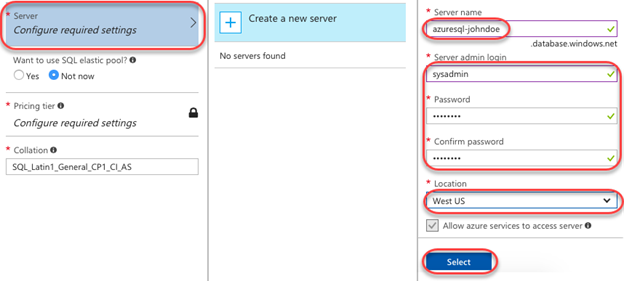 * Server
Configure required settings
Want to use SQL elastic pool?
Yes
Not now
* Pricing tier
Configure required settings
* Collation
SQL_Latin1_General_CP1_CI_AS
Create a new server
No servers found
* Server name
azuresql-johndoe
.database.windows.net
* Server admin login
sysadmin
* Password
••••••••
* Confirm password
••••••••
* Location
West US
Allow azure services to access server
Select